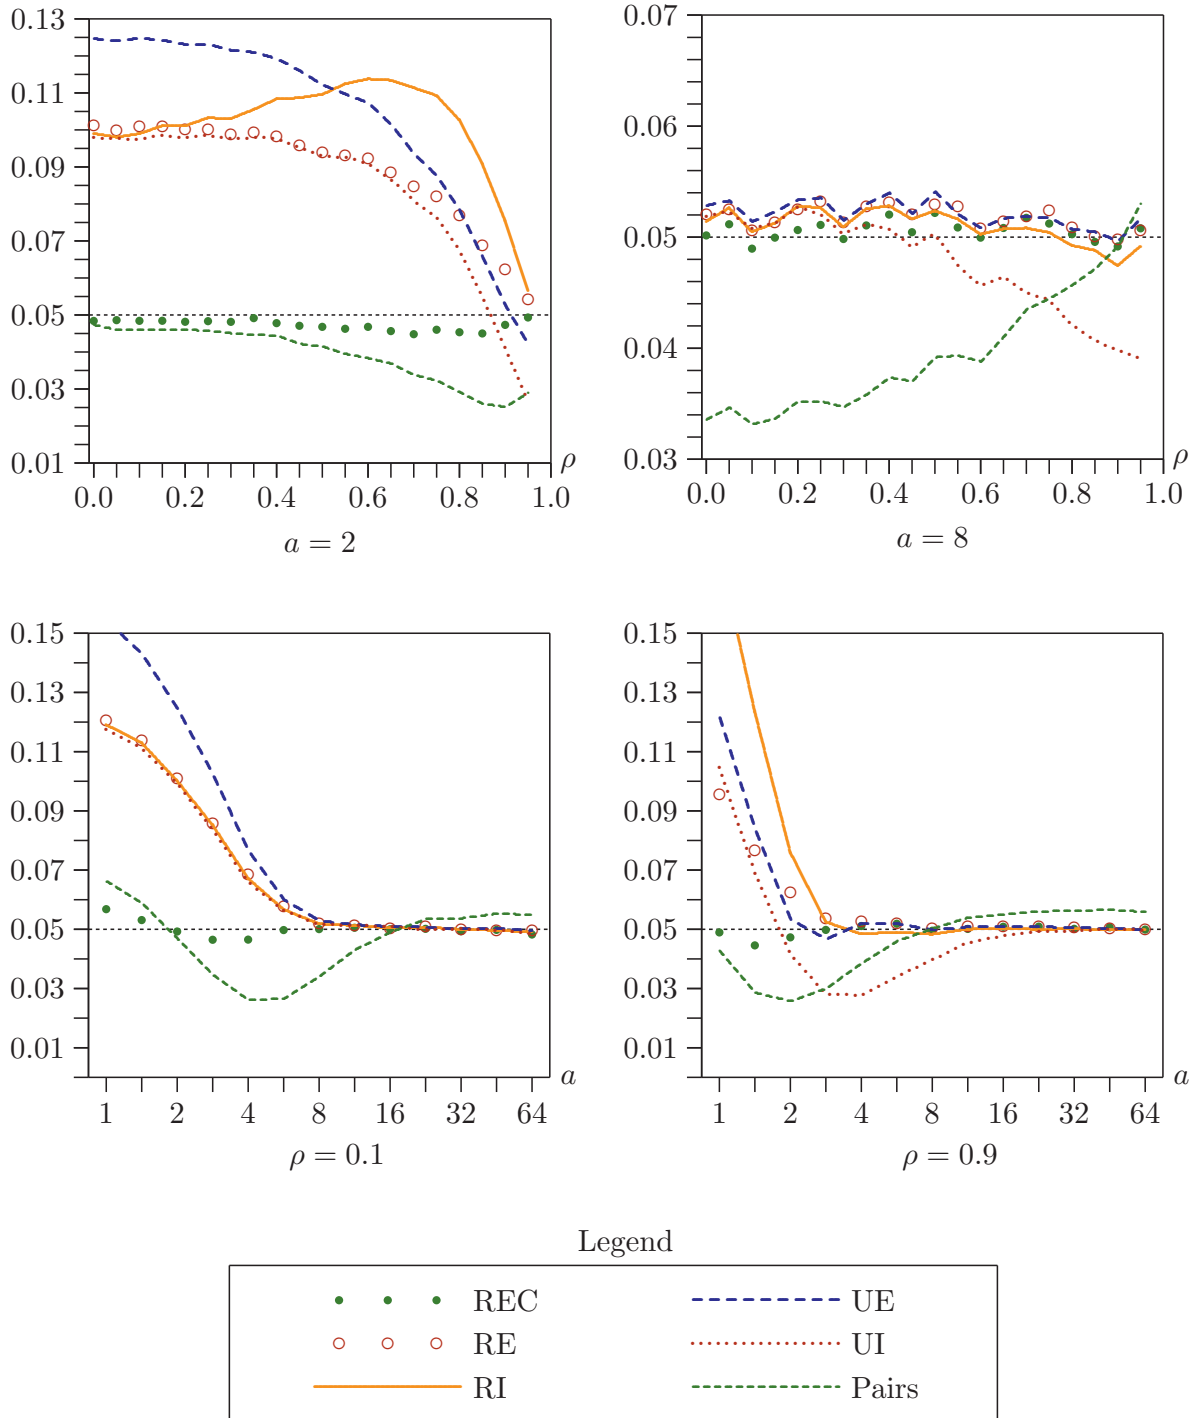 0.13
0.11
0.09
0.07
0.05
0.03
0.01
ρ
0.0 0.2 0.4 0.6 0.8 1.0
a = 2
0.07
0.06
0.05
0.04
0.03
ρ
0.0 0.2 0.4 0.6 0.8 1.0
a = 8
0.15
0.13
0.11
0.09
0.07
0.05
0.03
0.01
a
1 2 4 8 16 32 64
ρ = 0.1
0.15
0.13
0.11
0.09
0.07
0.05
0.03
0.01
a
1 2 4 8 16 32 64
ρ = 0.9
Legend
REC
RE
RI
UE
UI
Pairs